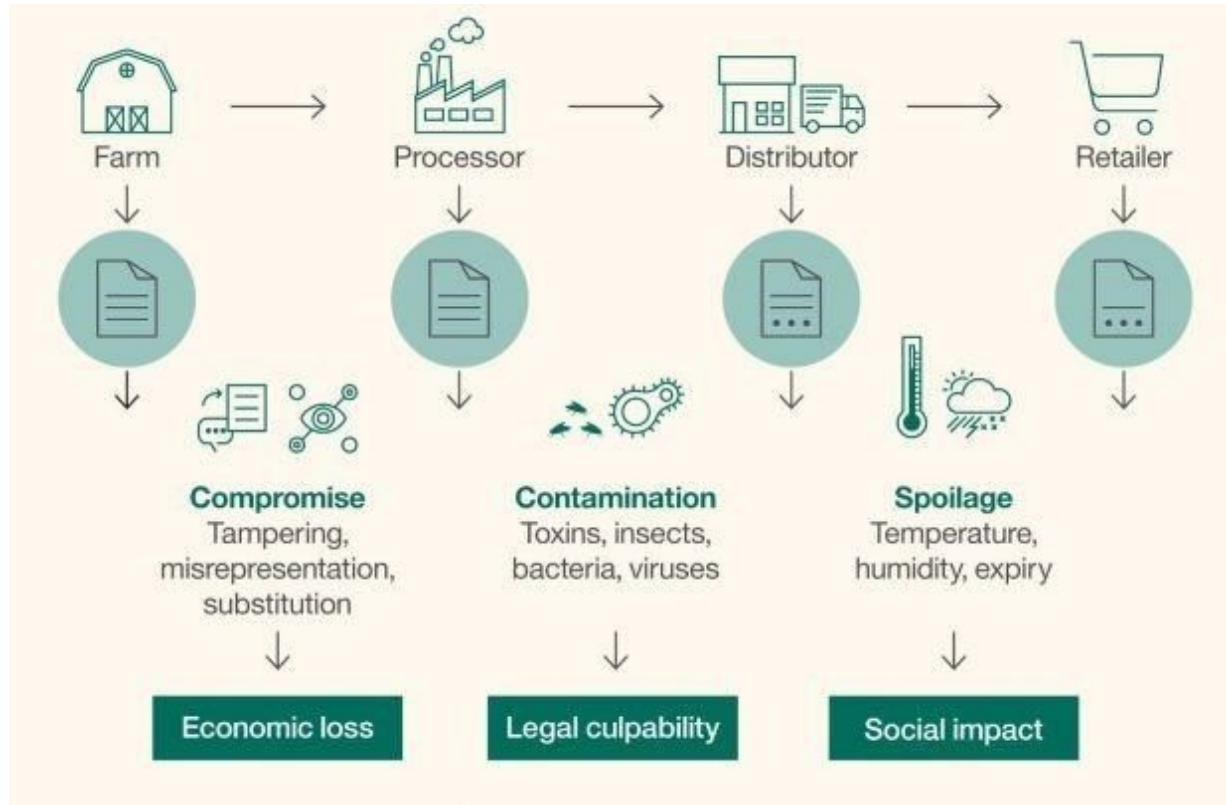 Farm
Processor
Distributor
Retailer
Compromise
Tampering,
misrepresentation,
substitution
Contamination
Toxins, insects,
bacteria, viruses
Spoilage
Temperature,
humidity, expiry
Economic loss
Legal culpability
Social impact